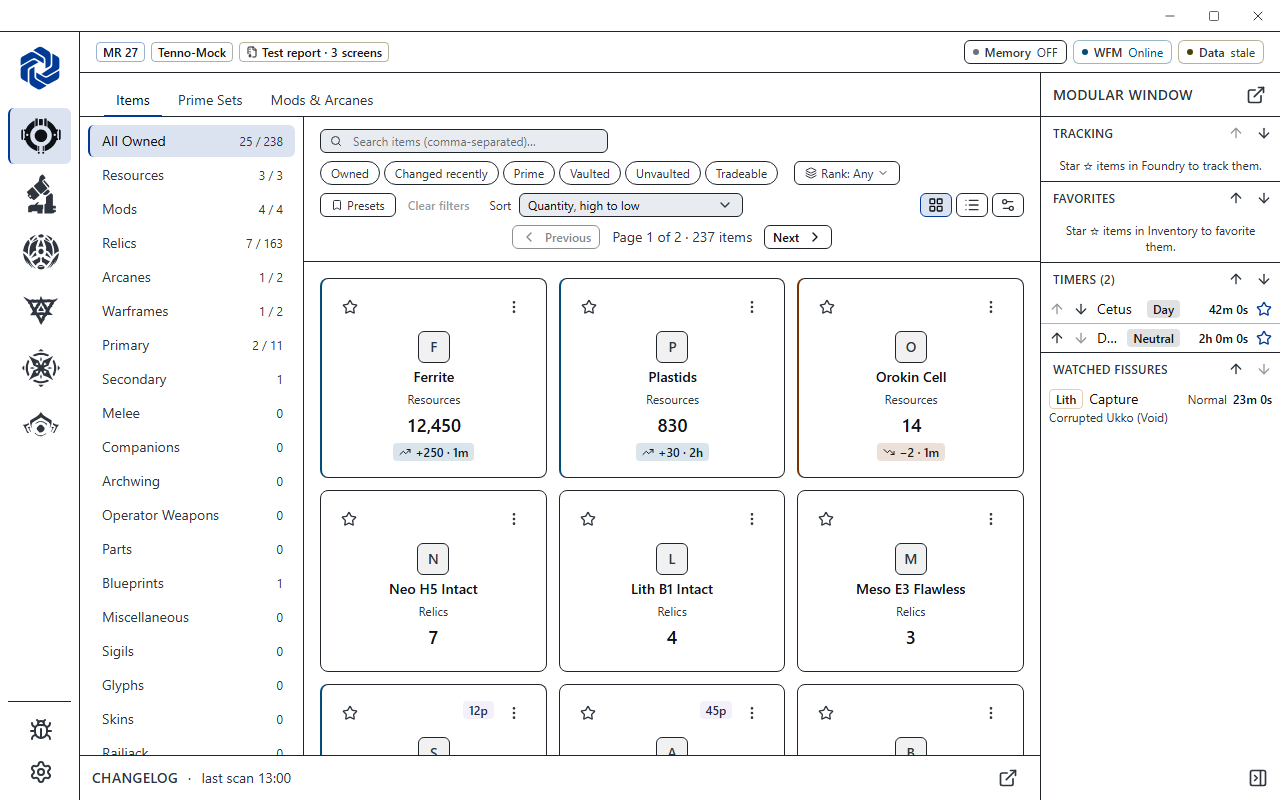 MR 27
Tenno-Mock
Test report · 3 screens
Memory OFF
WFM Online
Data stale
Items
Prime Sets
Mods & Arcanes
All Owned 25 / 238
Resources 3 / 3
Mods 4 / 4
Relics 7 / 163
Arcanes 1 / 2
Warframes 1 / 2
Primary 2 / 11
Secondary 1
Melee 0
Companions 0
Archwing 0
Operator Weapons 0
Parts 0
Blueprints 1
Miscellaneous 0
Sigils 0
Glyphs 0
Skins 0
Railjack 0
Search items (comma-separated)...
Owned
Changed recently
Prime
Vaulted
Unvaulted
Tradeable
Rank: Any
Presets
Clear filters
Sort
Quantity, high to low
Previous
Page 1 of 2 · 237 items
Next
F
Ferrite
Resources
12,450
+250 · 1m
P
Plastids
Resources
830
+30 · 2h
O
Orokin Cell
Resources
14
−2 · 1m
N
Neo H5 Intact
Relics
7
L
Lith B1 Intact
Relics
4
M
Meso E3 Flawless
Relics
3
12p
S
45p
A
B
MODULAR WINDOW
TRACKING
Star ☆ items in Foundry to track them.
FAVORITES
Star ☆ items in Inventory to favorite
them.
TIMERS (2)
Cetus Day 42m 0s
D... Neutral 2h 0m 0s
WATCHED FISSURES
Lith Capture Normal 23m 0s
Corrupted Ukko (Void)
CHANGELOG · last scan 13:00